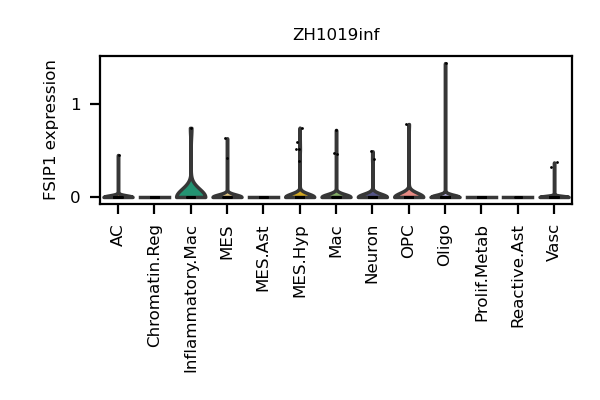 ZH1019inf
FSIP1 expression
1
0
AC
Chromatin.Reg
Inflammatory.Mac
MES
MES.Ast
MES.Hyp
Mac
Neuron
OPC
Oligo
Prolif.Metab
Reactive.Ast
Vasc